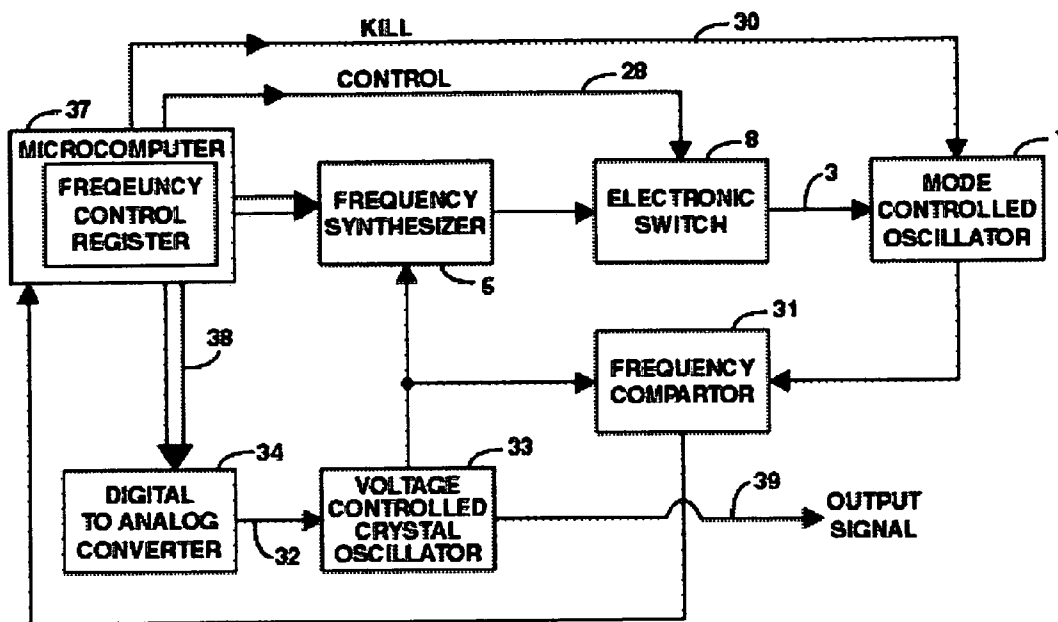 KILL
30
CONTROL
28
37
MICROCOMPUTER
FREQEUNCY
CONTROL
REGISTER
FREQUENCY
SYNTHESIZER
8
ELECTRONIC
SWITCH
3
MODE
CONTROLLED
OSCILLATOR
38
31
FREQUENCY
COMPARTOR
34
DIGITAL
TO ANALOG
CONVERTER
32
33
VOLTAGE
CONTROLLED
CRYSTAL
OSCILLATOR
39
OUTPUT
SIGNAL